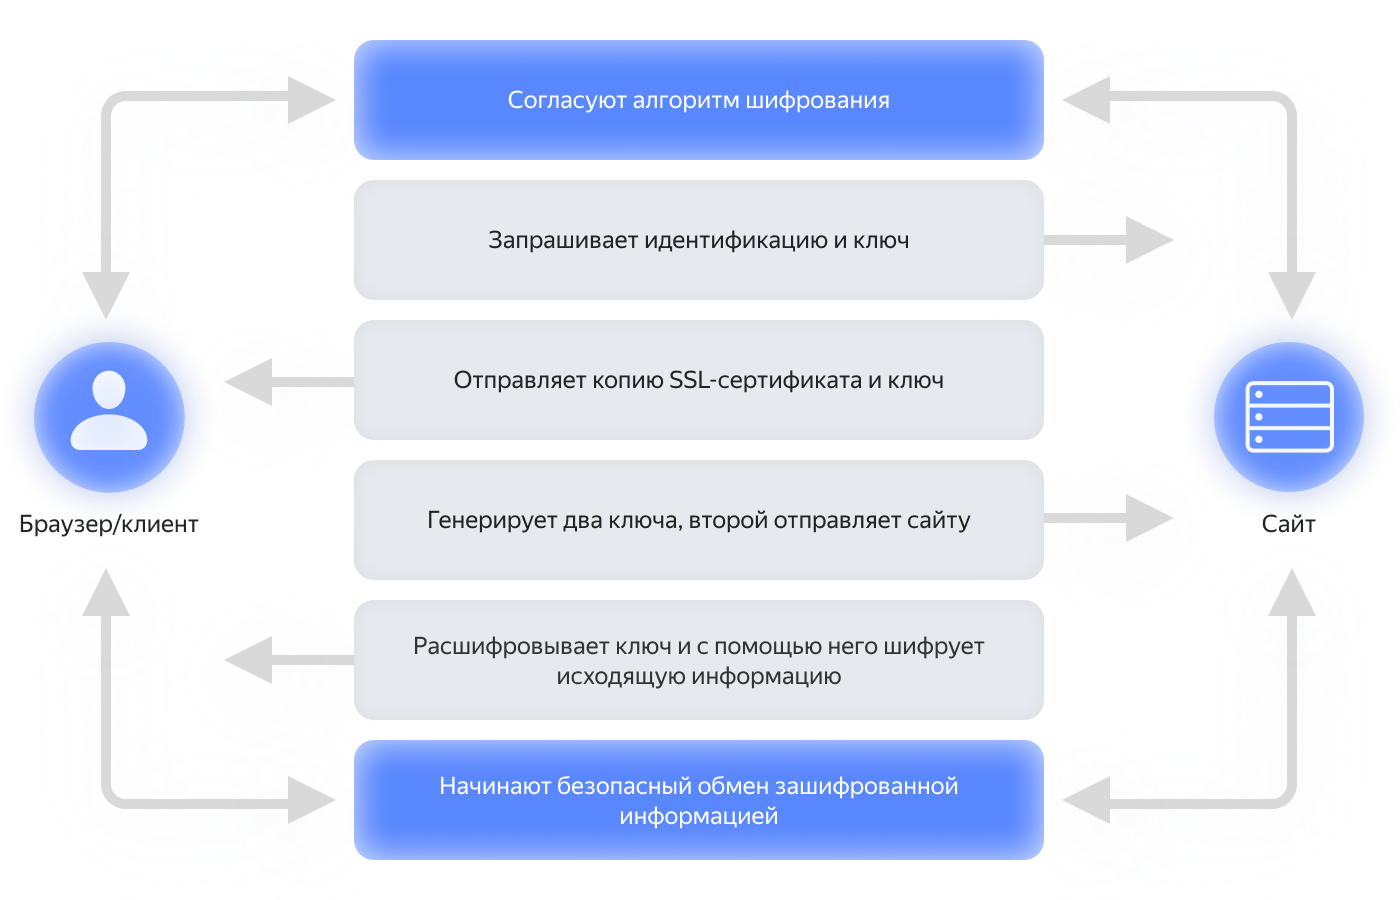 Согласуют алгоритм шифрования
Запрашивает идентификацию и ключ
Отправляет копию SSL-сертификата и ключ
Браузер/клиент
Генерирует два ключа, второй отправляет сайту
Сайт
Расшифровывает ключ и с помощью него шифрует
исходящую информацию
Начинают безопасный обмен зашифрованной
информацией